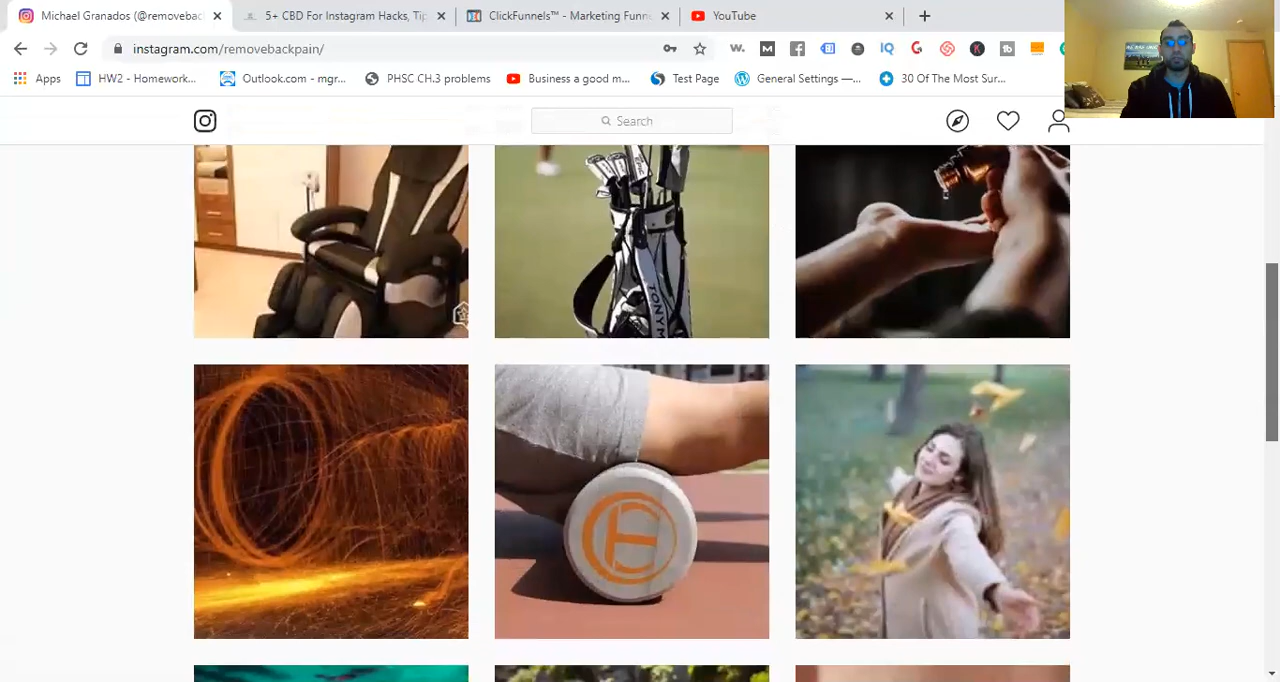 Michael Granados (@removebac
5+ CBD For Instagram Hacks, Tip
ClickFunnels™ - Marketing Funn
YouTube
instagram.com/removebackpain/
Apps
HW2 - Homework...
Outlook.com - mgr...
PHSC CH.3 problems
Business a good m...
Test Page
General Settings —...
30 Of The Most Sur...
Search
TONYM